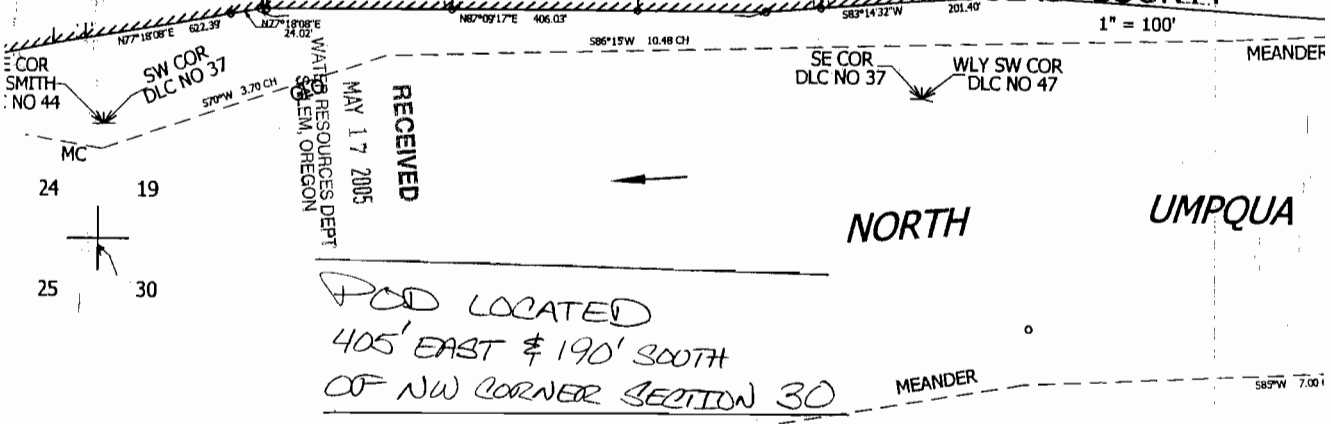 N77°18'08"E 622.39'
N77°18'08"E
24.02'
N87°09'17"E 406.03'
S83°14'32"W 201.40'
1" = 100'
COR
SMITH
NO 44
SW COR
DLC NO 37
S70°W 3.70 CH
S86°15'W 10.48 CH
SE COR
DLC NO 37
WLY SW COR
DLC NO 47
MEANDER
MC
24 19
25 30
RECEIVED
MAY 17 2005
WATER RESOURCES DEPT
SALEM, OREGON
NORTH UMPQUA
POD LOCATED
405' EAST & 190' SOUTH
OF NW CORNER SECTION 30
MEANDER
S85°W 7.00